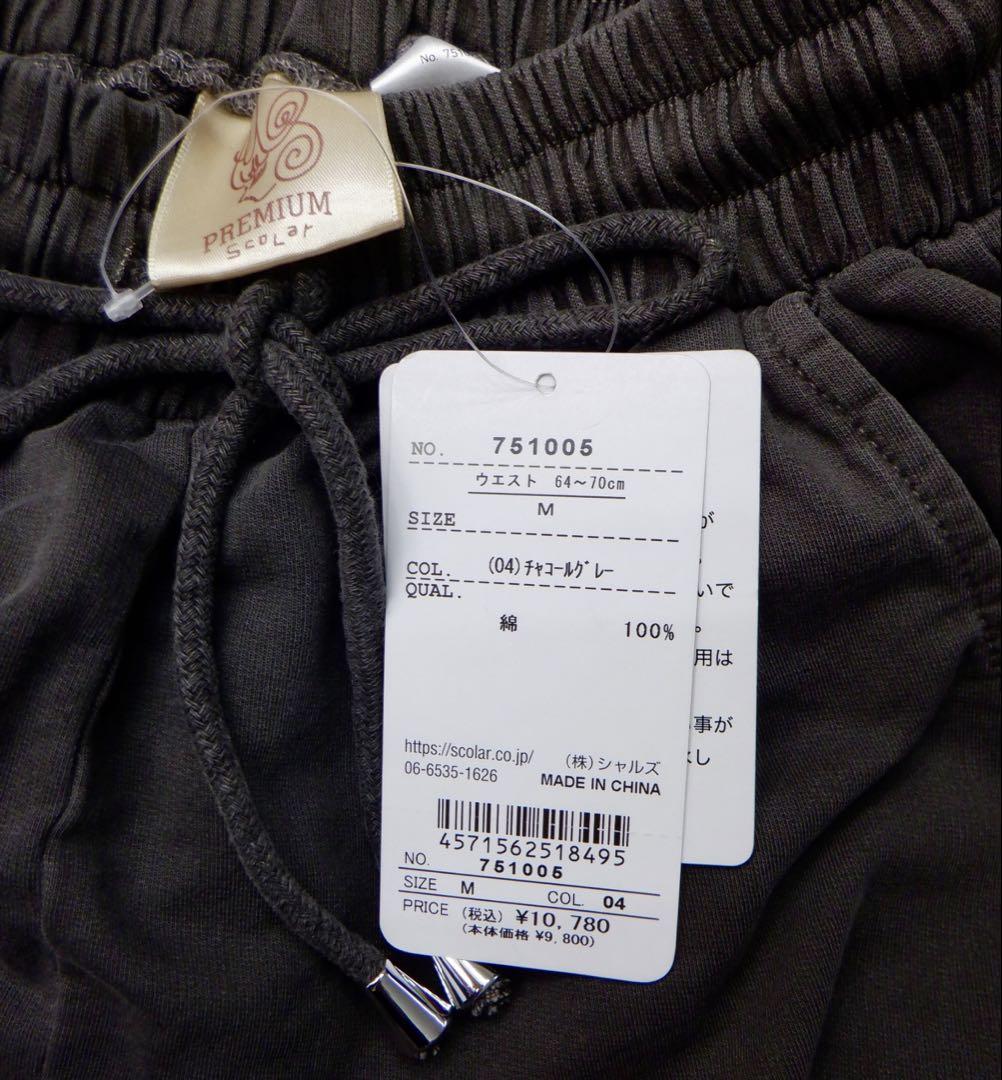 No. 751
PREMIUM
scolar
NO. 751005
ウエスト 64～70cm
M
SIZE
COL. (04)ﾁｬｺｰﾙｸﾞﾚｰ
QUAL.
綿 100%
https://scolar.co.jp/
06-6535-1626
(株)シャルズ
MADE IN CHINA
4571562518495
NO. 751005
SIZE M COL. 04
PRICE (税込) ¥10,780
(本体価格 ¥9,800)
が
いで
。
用は
事が
し